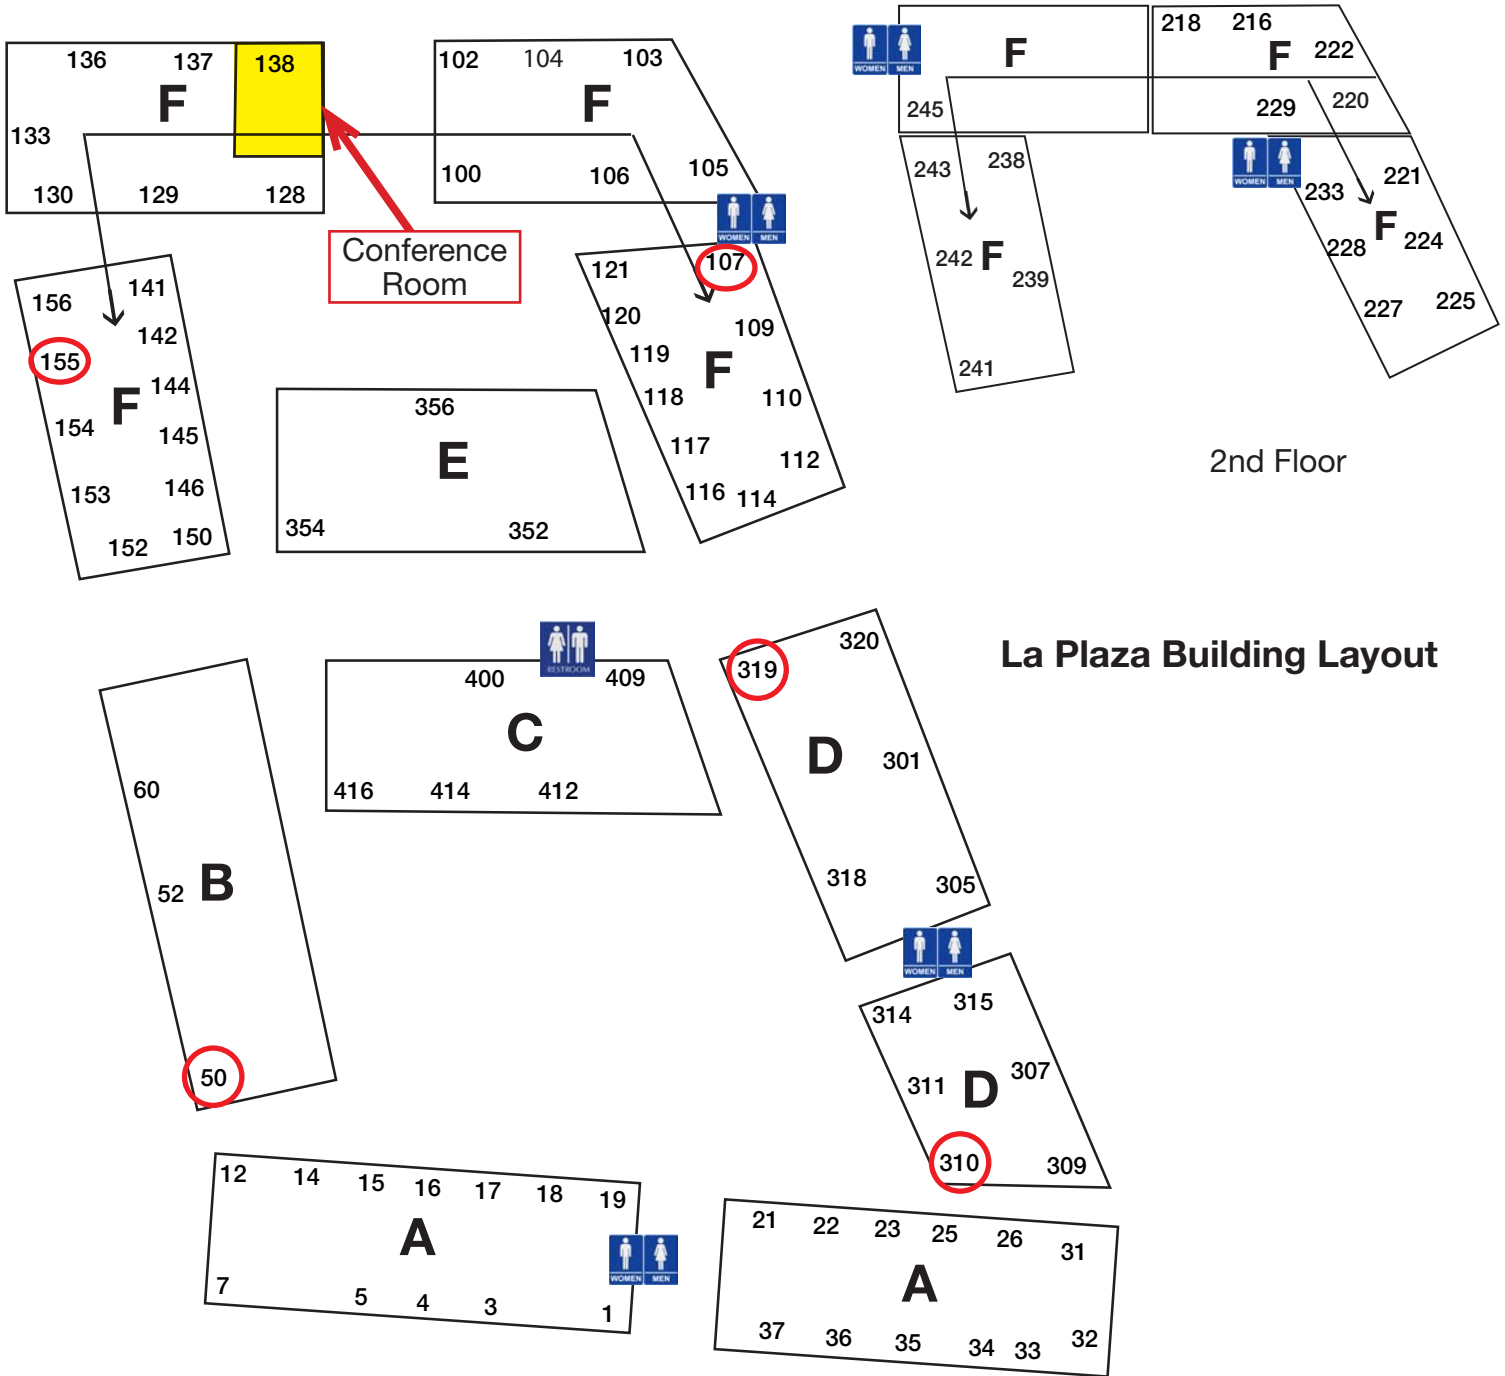 136 137 138
F
133
130 129 128
102 104 103
F
100 106 105
WOMEN MEN
Conference
Room
WOMEN MEN
F
245
218 216
F 222
229 220
WOMEN MEN
243 238
242 F
239
241
221
233
F
228 224
227 225
2nd Floor
156 141
142
155
144
F
154 145
153 146
152 150
121 107
120 109
119
F
118 110
117
112
116 114
356
E
354 352
La Plaza Building Layout
RESTROOM
400 409
C
416 414 412
320
319
D
301
318 305
WOMEN MEN
60
52 B
50
314 315
311 D 307
310 309
12 14 15 16 17 18 19
A
7 5 4 3 1
WOMEN MEN
21 22 23 25 26 31
A
37 36 35 34 33 32